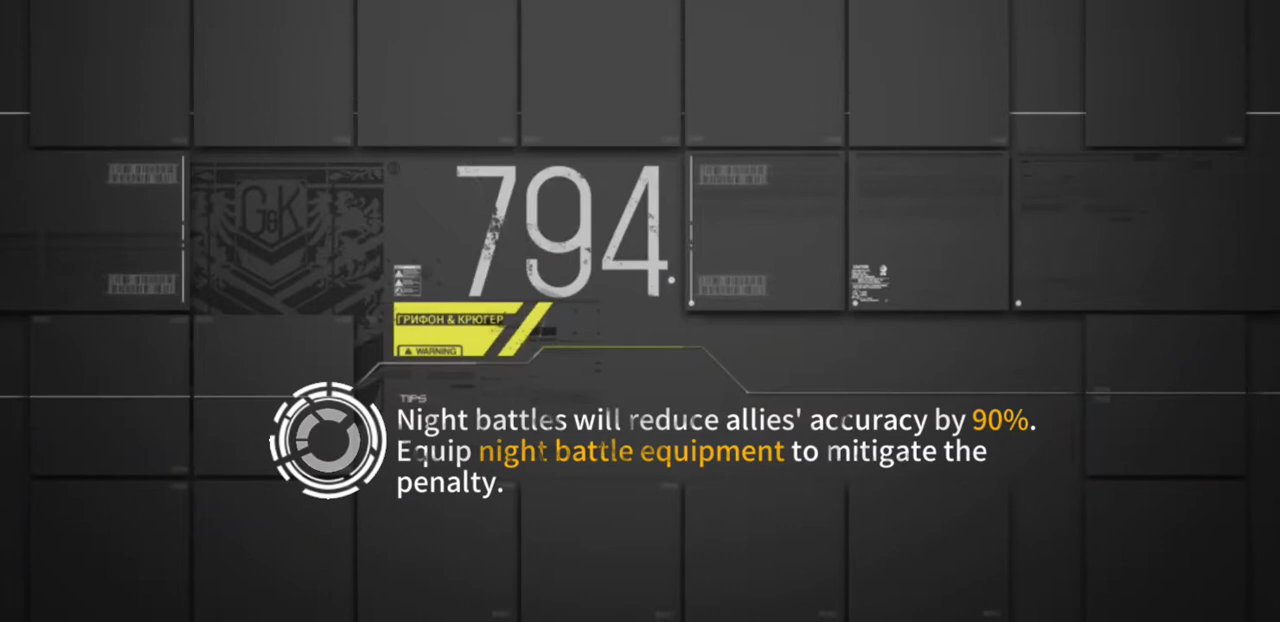 G&K
794.
ГРИФОН & КРЮГЕР
WARNING
TIPS
Night battles will reduce allies' accuracy by 90%.
Equip night battle equipment to mitigate the
penalty.